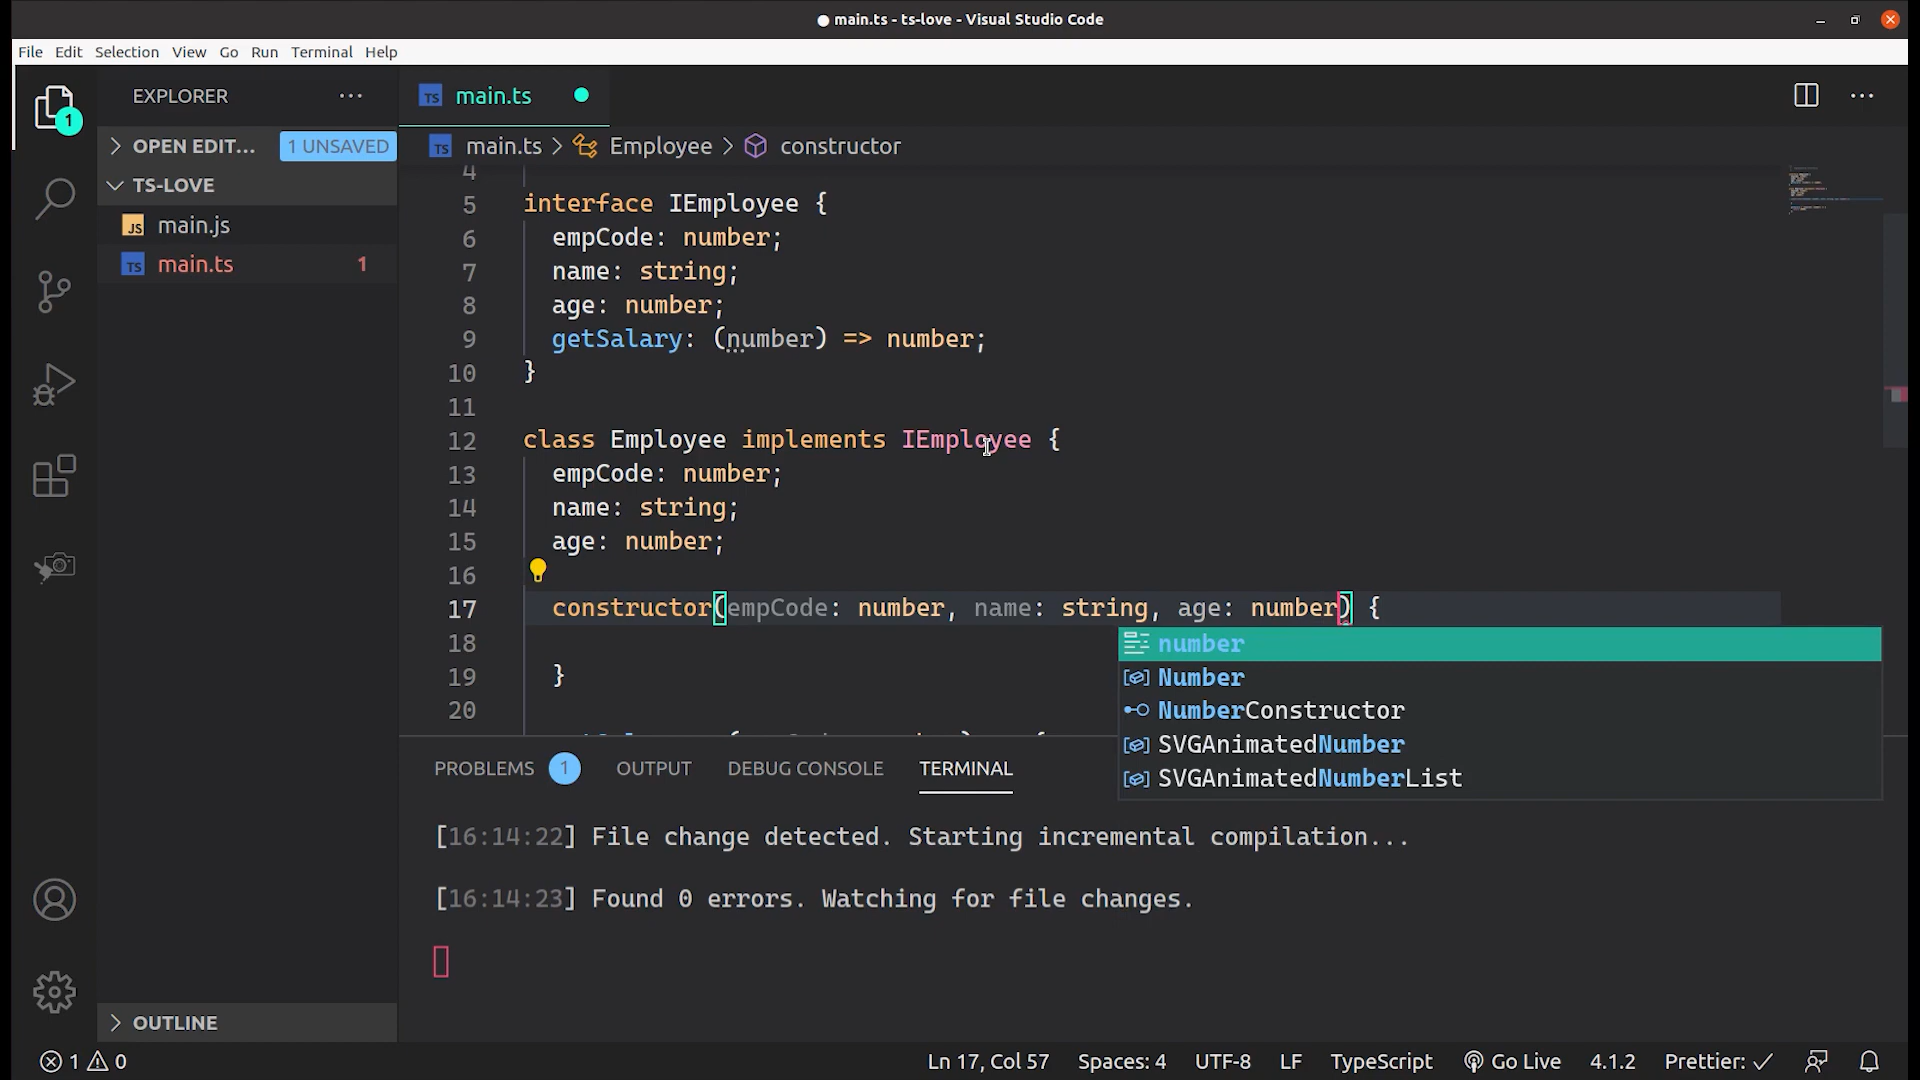 main.ts - ts-love - Visual Studio Code
File Edit Selection View Go Run Terminal Help
EXPLORER
main.ts
1
OPEN EDIT... 1 UNSAVED
main.ts > Employee > constructor
TS-LOVE
main.js
main.ts 1
4
5 interface IEmployee {
6 empCode: number;
7 name: string;
8 age: number;
9 getSalary: (number) => number;
10 }
11
12 class Employee implements IEmployee {
13 empCode: number;
14 name: string;
15 age: number;
16
17 constructor(empCode: number, name: string, age: number) {
18
19 }
20
number
Number
NumberConstructor
SVGAnimatedNumber
SVGAnimatedNumberList
PROBLEMS 1 OUTPUT DEBUG CONSOLE TERMINAL
[16:14:22] File change detected. Starting incremental compilation...
[16:14:23] Found 0 errors. Watching for file changes.
OUTLINE
1 0 Ln 17, Col 57 Spaces: 4 UTF-8 LF TypeScript Go Live 4.1.2 Prettier: ✓